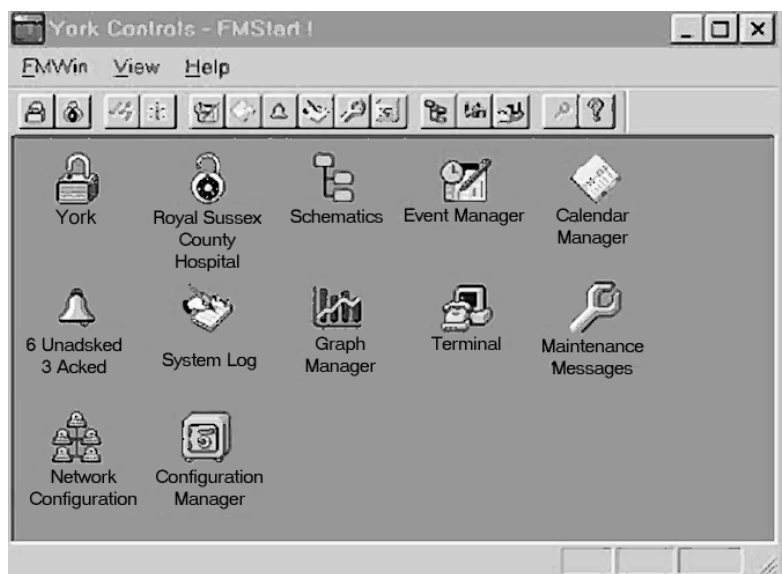 York Controls - FMStart !
FMWin View Help
York
Royal Sussex
County
Hospital
Schematics
Event Manager
Calendar
Manager
6 Unadsked
3 Acked
System Log
Graph
Manager
Terminal
Maintenance
Messages
Network
Configuration
Configuration
Manager